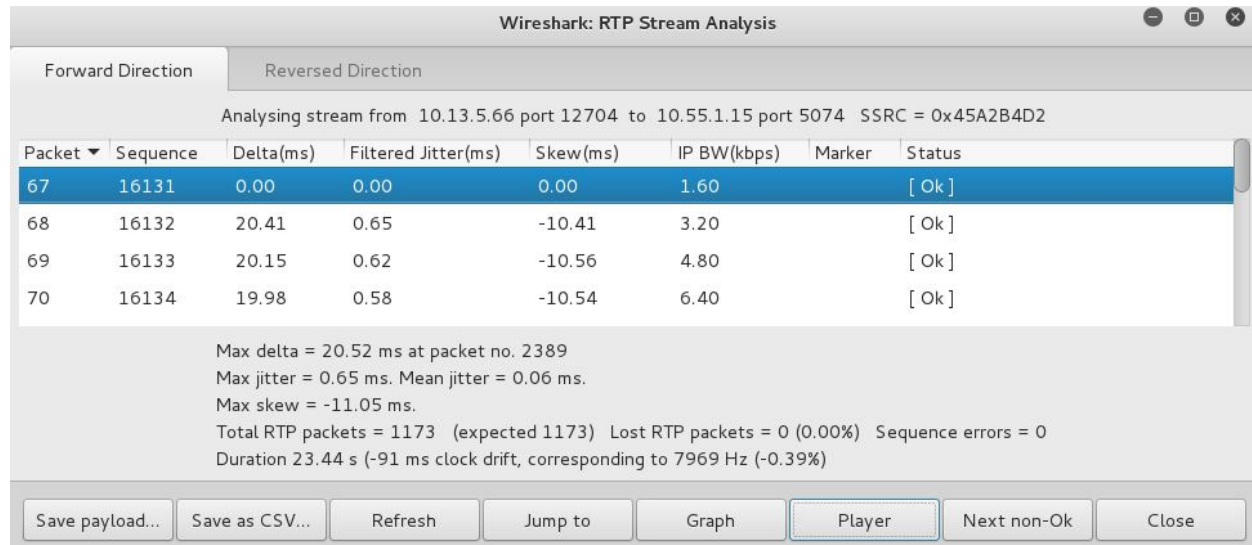 Wireshark: RTP Stream Analysis
Forward Direction Reversed Direction
Analysing stream from 10.13.5.66 port 12704 to 10.55.1.15 port 5074 SSRC = 0x45A2B4D2
Packet Sequence Delta(ms) Filtered Jitter(ms) Skew(ms) IP BW(kbps) Marker Status
67 16131 0.00 0.00 0.00 1.60 [ Ok ]
68 16132 20.41 0.65 -10.41 3.20 [ Ok ]
69 16133 20.15 0.62 -10.56 4.80 [ Ok ]
70 16134 19.98 0.58 -10.54 6.40 [ Ok ]
Max delta = 20.52 ms at packet no. 2389
Max jitter = 0.65 ms. Mean jitter = 0.06 ms.
Max skew = -11.05 ms.
Total RTP packets = 1173 (expected 1173) Lost RTP packets = 0 (0.00%) Sequence errors = 0
Duration 23.44 s (-91 ms clock drift, corresponding to 7969 Hz (-0.39%)
Save payload... Save as CSV... Refresh Jump to Graph Player Next non-Ok Close